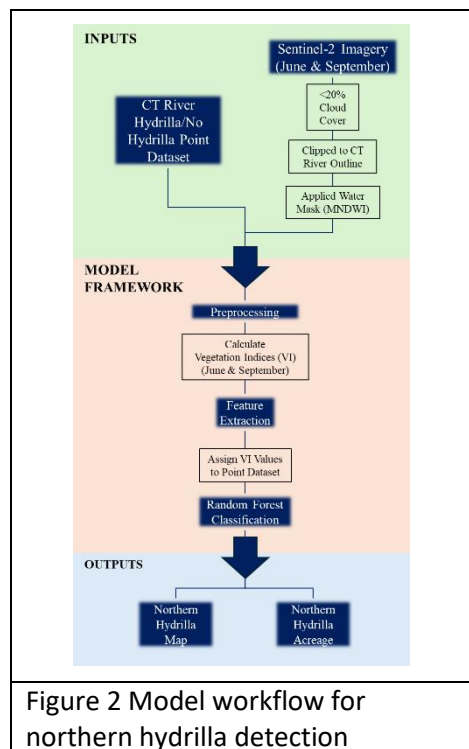 INPUTS
Sentinel-2 Imagery
(June & September)
<20%
Cloud
Cover
CT River
Hydrilla/No
Hydrilla Point
Dataset
Clipped to CT
River Outline
Applied Water
Mask (MNDWI)
MODEL
FRAMEWORK
Preprocessing
Calculate
Vegetation Indices (VI)
(June & September)
Feature
Extraction
Assign VI Values
to Point Dataset
Random Forest
Classification
OUTPUTS
Northern
Hydrilla
Map
Northern
Hydrilla
Acreage
Figure 2 Model workflow for
northern hydrilla detection